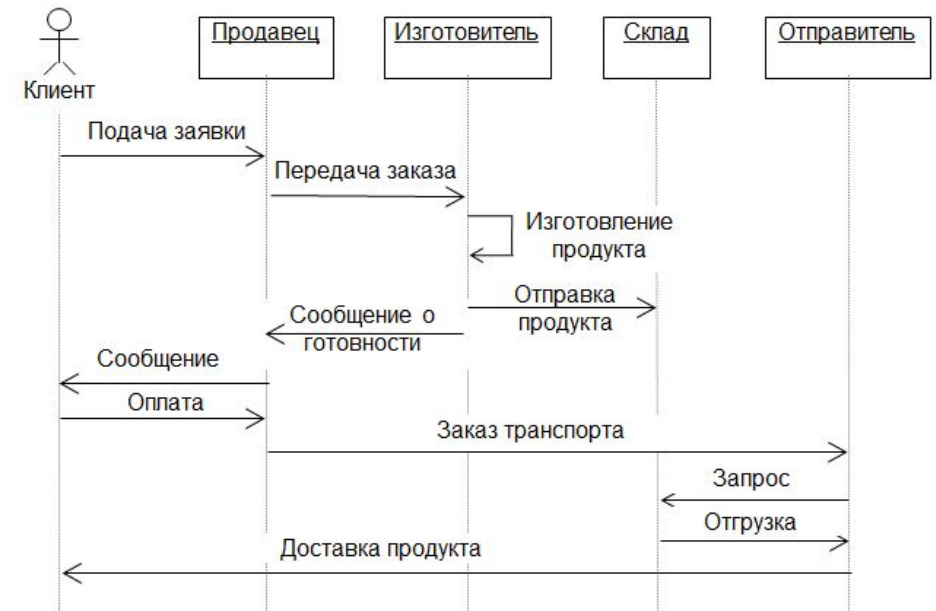 Продавец
Изготовитель
Склад
Отправитель
Клиент
Подача заявки
Передача заказа
Изготовление
продукта
Отправка
продукта
Сообщение о
готовности
Сообщение
Оплата
Заказ транспорта
Запрос
Отгрузка
Доставка продукта